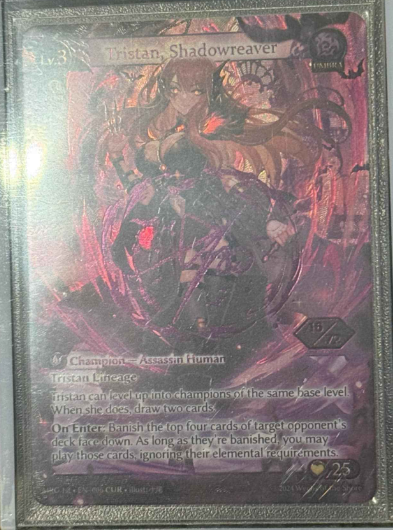 Lv.3 Tristan, Shadowreaver
UMBRA
Champion — Assassin Human
Tristan Lineage
Tristan can level up into champions of the same base level.
When she does, draw two cards.
On Enter: Banish the top four cards of target opponent's
deck face down. As long as they're banished, you may
play those cards, ignoring their elemental requirements.
25